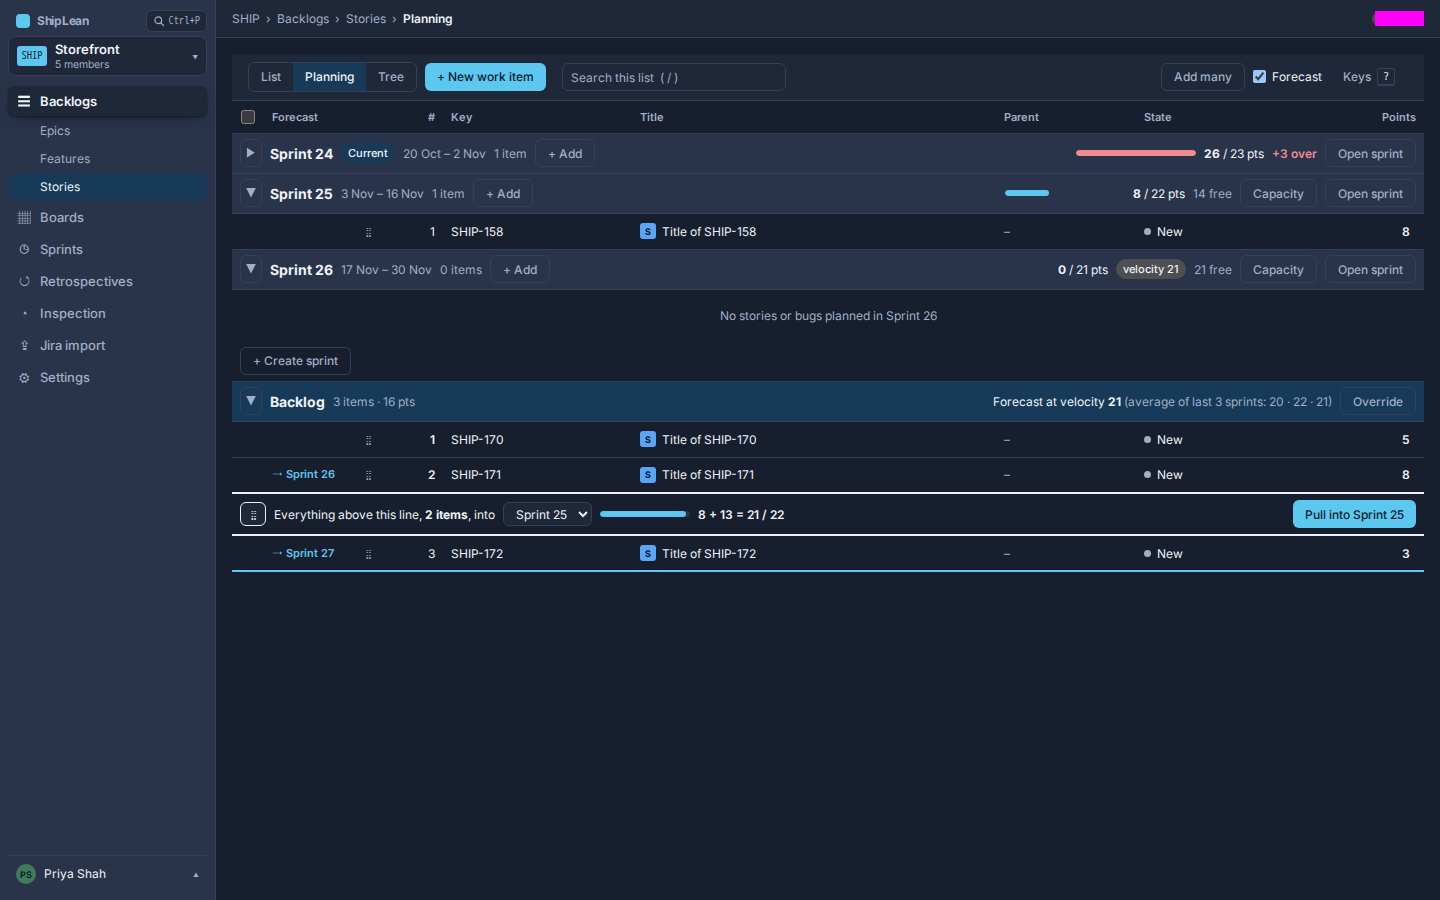 ShipLean Ctrl+P
SHIP Storefront
5 members
Backlogs
Epics
Features
Stories
Boards
Sprints
Retrospectives
Inspection
Jira import
Settings
PS Priya Shah
SHIP › Backlogs › Stories › Planning
List Planning Tree + New work item Search this list ( / ) Add many Forecast Keys ?
Forecast # Key Title Parent State Points
Sprint 24 Current 20 Oct – 2 Nov 1 item + Add 26 / 23 pts +3 over Open sprint
Sprint 25 3 Nov – 16 Nov 1 item + Add 8 / 22 pts 14 free Capacity Open sprint
1 SHIP-158 S Title of SHIP-158 – New 8
Sprint 26 17 Nov – 30 Nov 0 items + Add 0 / 21 pts velocity 21 21 free Capacity Open sprint
No stories or bugs planned in Sprint 26
+ Create sprint
Backlog 3 items · 16 pts Forecast at velocity 21 (average of last 3 sprints: 20 · 22 · 21) Override
1 SHIP-170 S Title of SHIP-170 – New 5
→ Sprint 26 2 SHIP-171 S Title of SHIP-171 – New 8
Everything above this line, 2 items, into Sprint 25 8 + 13 = 21 / 22 Pull into Sprint 25
→ Sprint 27 3 SHIP-172 S Title of SHIP-172 – New 3